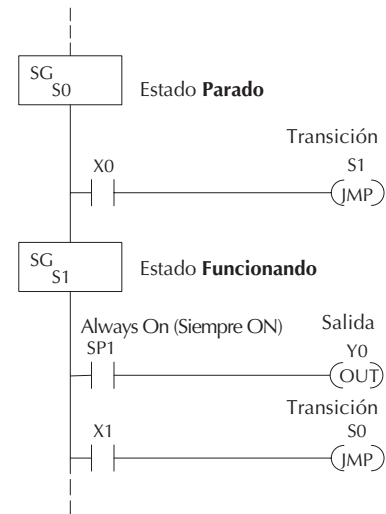 SG
S0
Estado Parado
Transición
X0
S1
JMP
SG
S1
Estado Funcionando
Always On (Siempre ON)
Salida
SP1
Y0
OUT
Transición
X1
S0
JMP